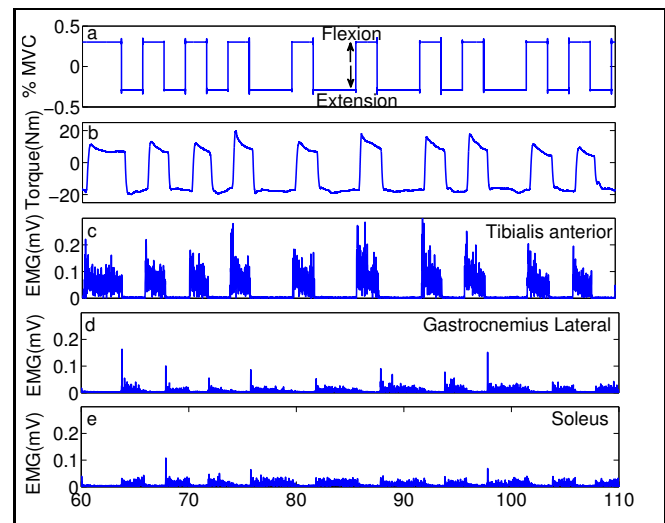 0.5
a
Flexion
% MVC
0
Extension
−0.5
20
b
Torque(Nm)
0
−20
c
Tibialis anterior
EMG(mV)
0.2
0.1
0
d
Gastrocnemius Lateral
EMG(mV)
0.2
0.1
0
e
Soleus
EMG(mV)
0.2
0.1
0
60 70 80 90 100 110